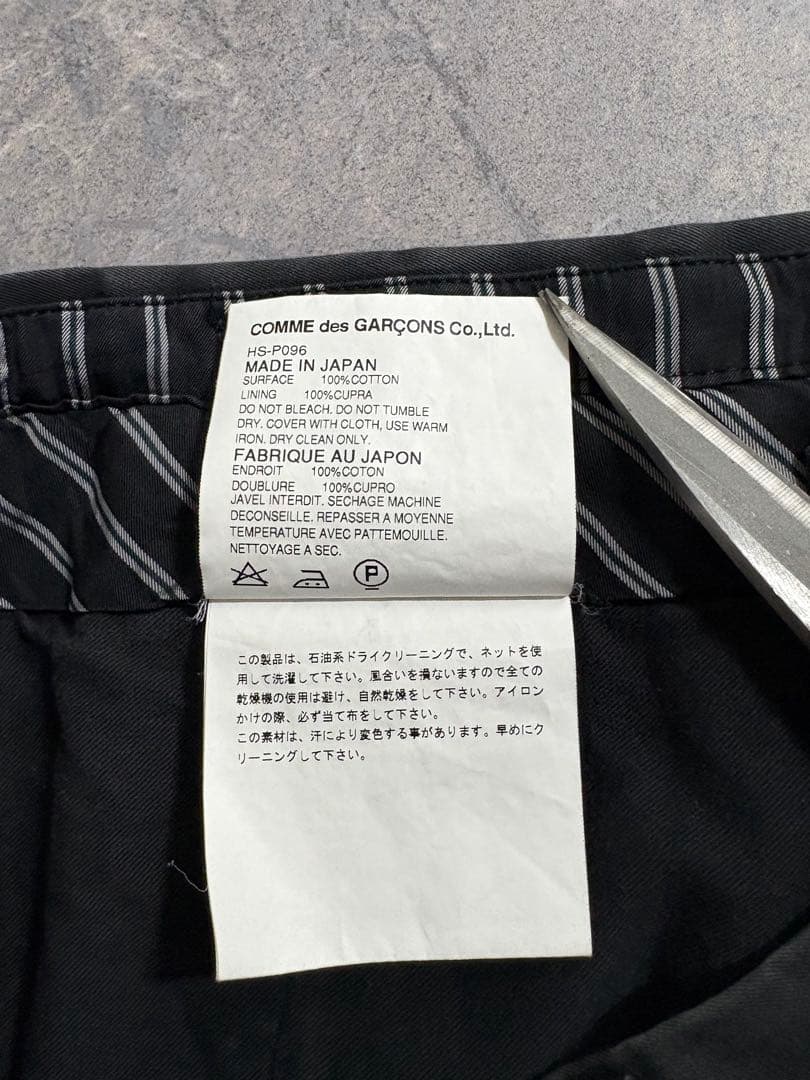 COMME des GARÇONS Co.,Ltd.
HS-P096
MADE IN JAPAN
SURFACE 100%COTTON
LINING 100%CUPRA
DO NOT BLEACH. DO NOT TUMBLE
DRY. COVER WITH CLOTH, USE WARM
IRON. DRY CLEAN ONLY.
FABRIQUE AU JAPON
ENDROIT 100%COTON
DOUBLURE 100%CUPRO
JAVEL INTERDIT. SECHAGE MACHINE
DECONSEILLE. REPASSER A MOYENNE
TEMPERATURE AVEC PATTEMOUILLE.
NETTOYAGE A SEC.
P
この製品は、石油系ドライクリーニングで、ネットを使
用して洗濯して下さい。風合いを損ないますので全ての
乾燥機の使用は避け、自然乾燥をして下さい。アイロン
かけの際、必ず当て布をして下さい。
この素材は、汗により変色する事があります。早めにク
リーニングして下さい。